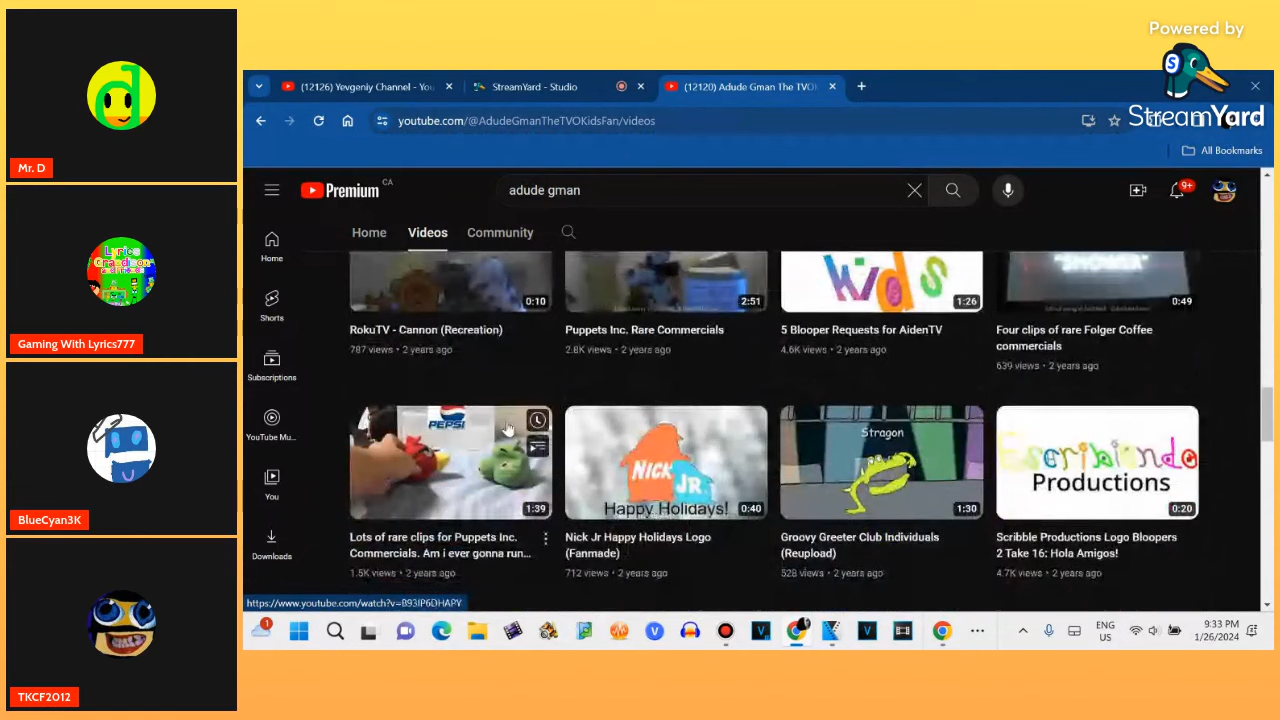 Powered by
StreamYard
Mr. D
Lyrics
Gaming With Lyrics777
BlueCyan3K
TKCF2012
(12126) Yevgeniy Channel - You
StreamYard - Studio
(12120) Adude Gman The TVOK
youtube.com/@AdudeGmanTheTVOKidsFan/videos
All Bookmarks
Premium CA
adude gman
9+
Home
Videos
Community
Home
Shorts
Subscriptions
YouTube Mu...
You
Downloads
0:10
2:51
kids
1:26
"SHOWER"
0:49
RokuTV - Cannon (Recreation)
787 views • 2 years ago
Puppets Inc. Rare Commercials
2.8K views • 2 years ago
5 Blooper Requests for AidenTV
4.6K views • 2 years ago
Four clips of rare Folger Coffee
commercials
639 views • 2 years ago
PEPSI
1:39
NICK JR
Happy Holidays!
0:40
Stragon
1:30
Escribiendo
Productions
0:20
Lots of rare clips for Puppets Inc.
Commercials. Am i ever gonna run...
1.5K views • 2 years ago
Nick Jr Happy Holidays Logo
(Fanmade)
712 views • 2 years ago
Groovy Greeter Club Individuals
(Reupload)
528 views • 2 years ago
Scribble Productions Logo Bloopers
2 Take 16: Hola Amigos!
4.7K views • 2 years ago
https://www.youtube.com/watch?v=B93IP6DHAPY
ENG
US
9:33 PM
1/26/2024